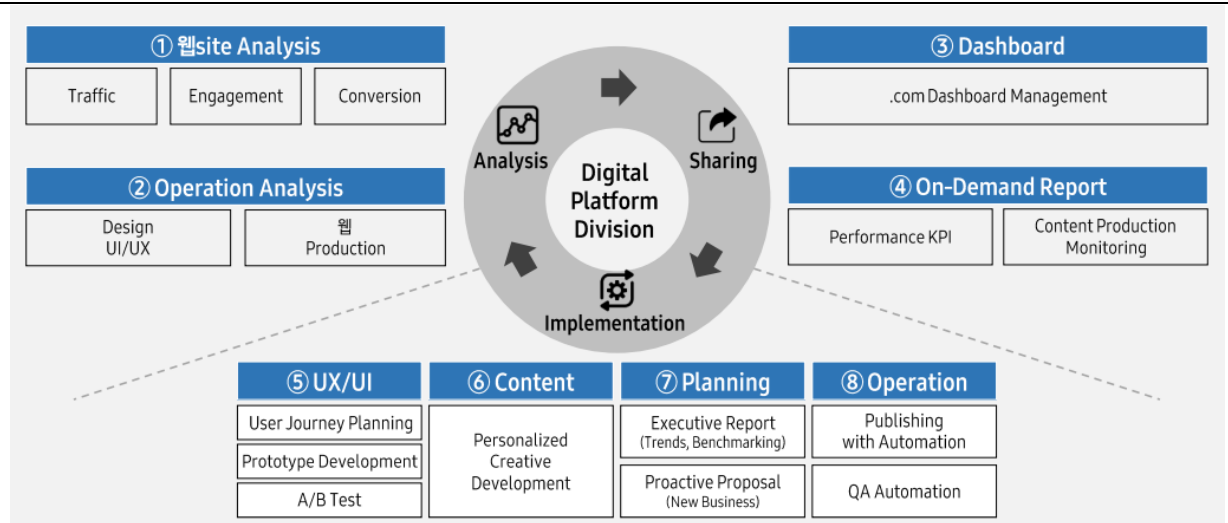 ① 웹site Analysis
Traffic
Engagement
Conversion
② Operation Analysis
Design
UI/UX
웹
Production
Analysis
Sharing
Implementation
Digital
Platform
Division
③ Dashboard
.com Dashboard Management
④ On-Demand Report
Performance KPI
Content Production
Monitoring
⑤ UX/UI
User Journey Planning
Prototype Development
A/B Test
⑥ Content
Personalized
Creative
Development
⑦ Planning
Executive Report
(Trends, Benchmarking)
Proactive Proposal
(New Business)
⑧ Operation
Publishing
with Automation
QA Automation